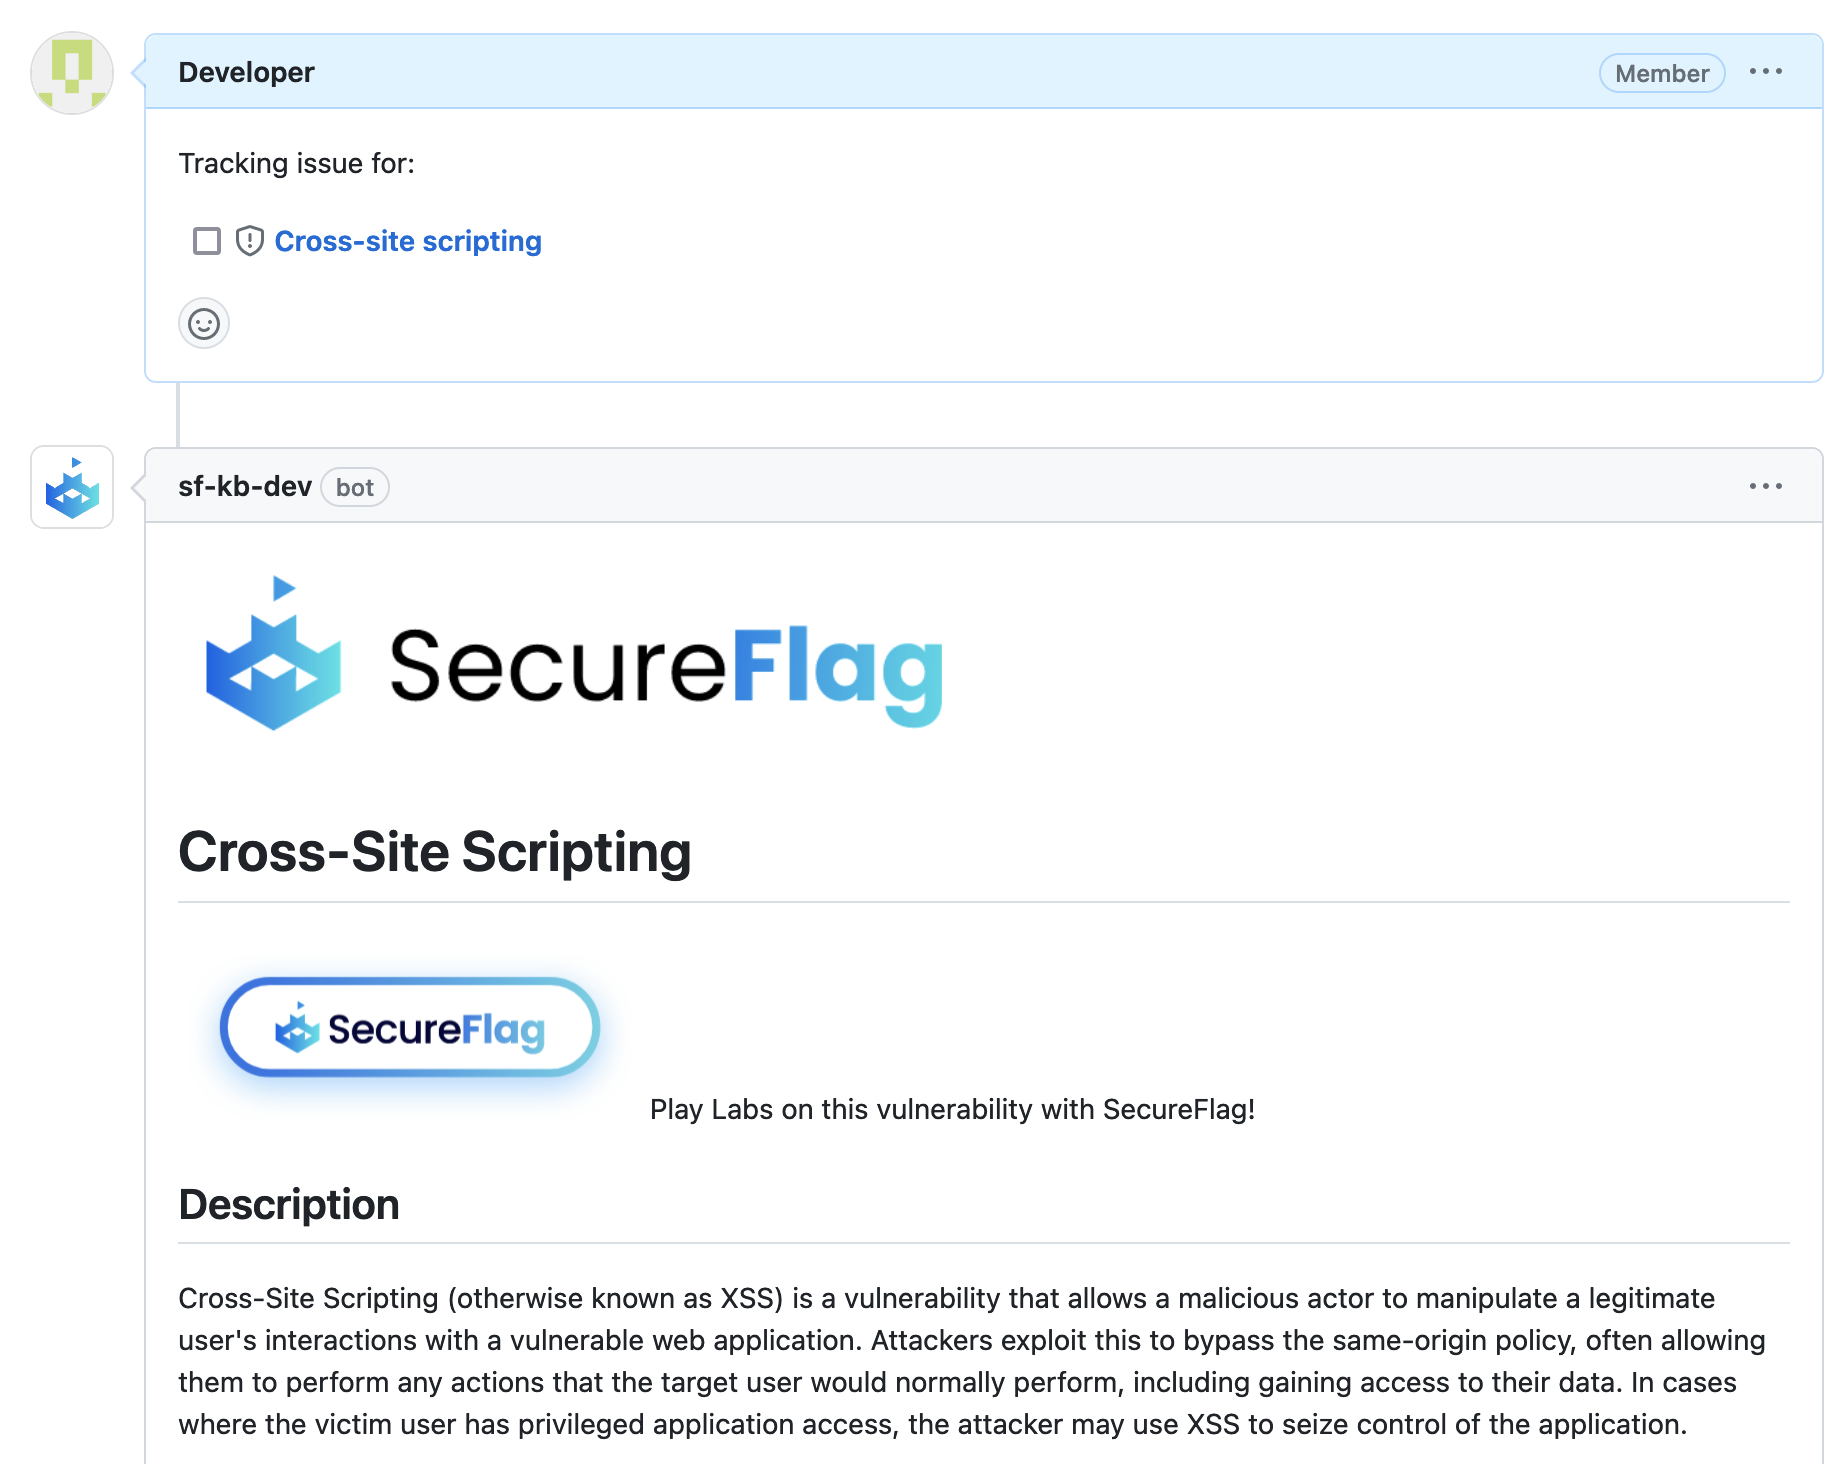 Developer
Member
Tracking issue for:
Cross-site scripting
sf-kb-dev bot
SecureFlag
Cross-Site Scripting
SecureFlag
Play Labs on this vulnerability with SecureFlag!
Description
Cross-Site Scripting (otherwise known as XSS) is a vulnerability that allows a malicious actor to manipulate a legitimate
user's interactions with a vulnerable web application. Attackers exploit this to bypass the same-origin policy, often allowing
them to perform any actions that the target user would normally perform, including gaining access to their data. In cases
where the victim user has privileged application access, the attacker may use XSS to seize control of the application.